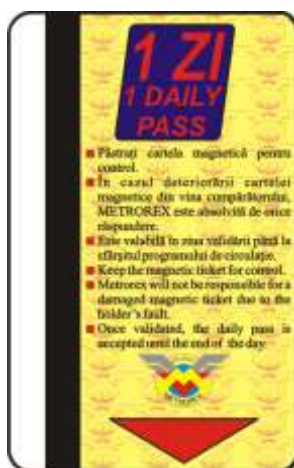 1 ZI
1 DAILY
PASS
Păstraţi cartela magnetică pentru
control.
În cazul deteriorării cartelei
magnetice din vina cumpărătorului,
METROREX este absolvită de orice
răspundere.
Este valabilă în ziua validării până la
sfârşitul programului de circulaţie.
Keep the magnetic ticket for control.
Metrorex will not be responsible for a
damaged magnetic ticket due to the
holder's fault.
Once validated, the daily pass is
accepted until the end of the day
METROREX